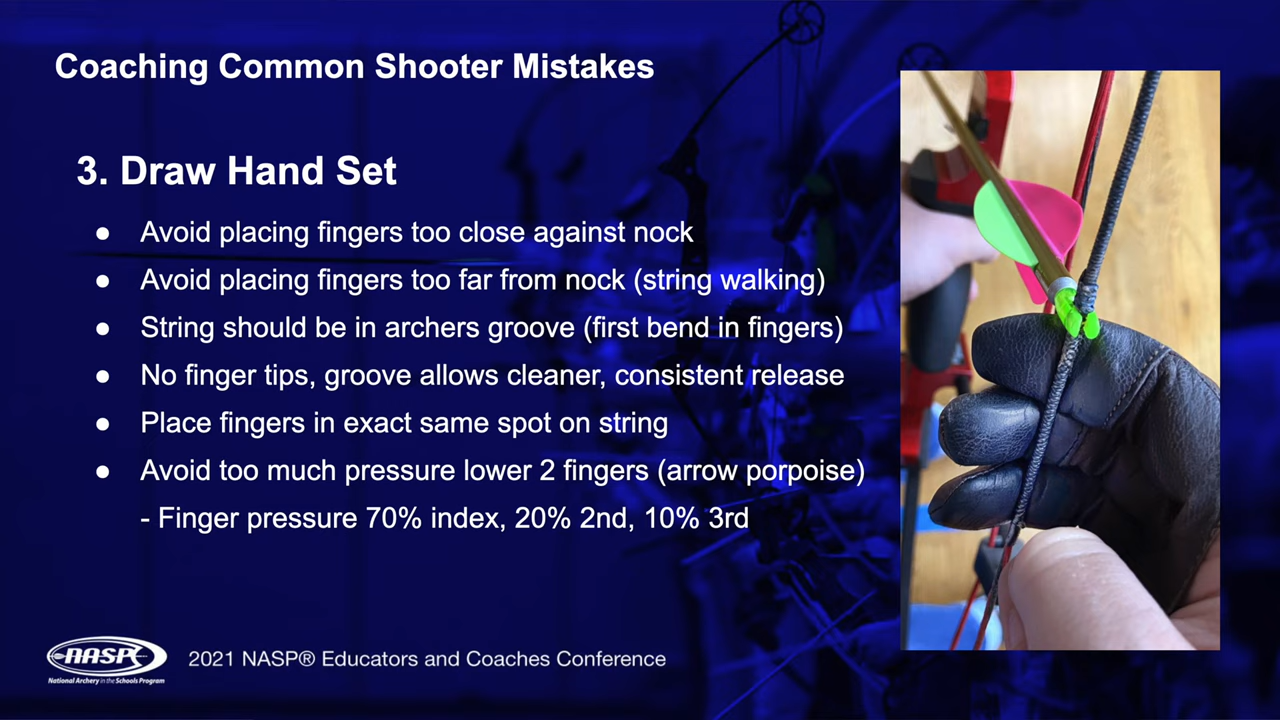 Coaching Common Shooter Mistakes
3. Draw Hand Set
● Avoid placing fingers too close against nock
● Avoid placing fingers too far from nock (string walking)
● String should be in archers groove (first bend in fingers)
● No finger tips, groove allows cleaner, consistent release
● Place fingers in exact same spot on string
● Avoid too much pressure lower 2 fingers (arrow porpoise)
- Finger pressure 70% index, 20% 2nd, 10% 3rd
NASP
National Archery in the Schools Program
2021 NASP® Educators and Coaches Conference